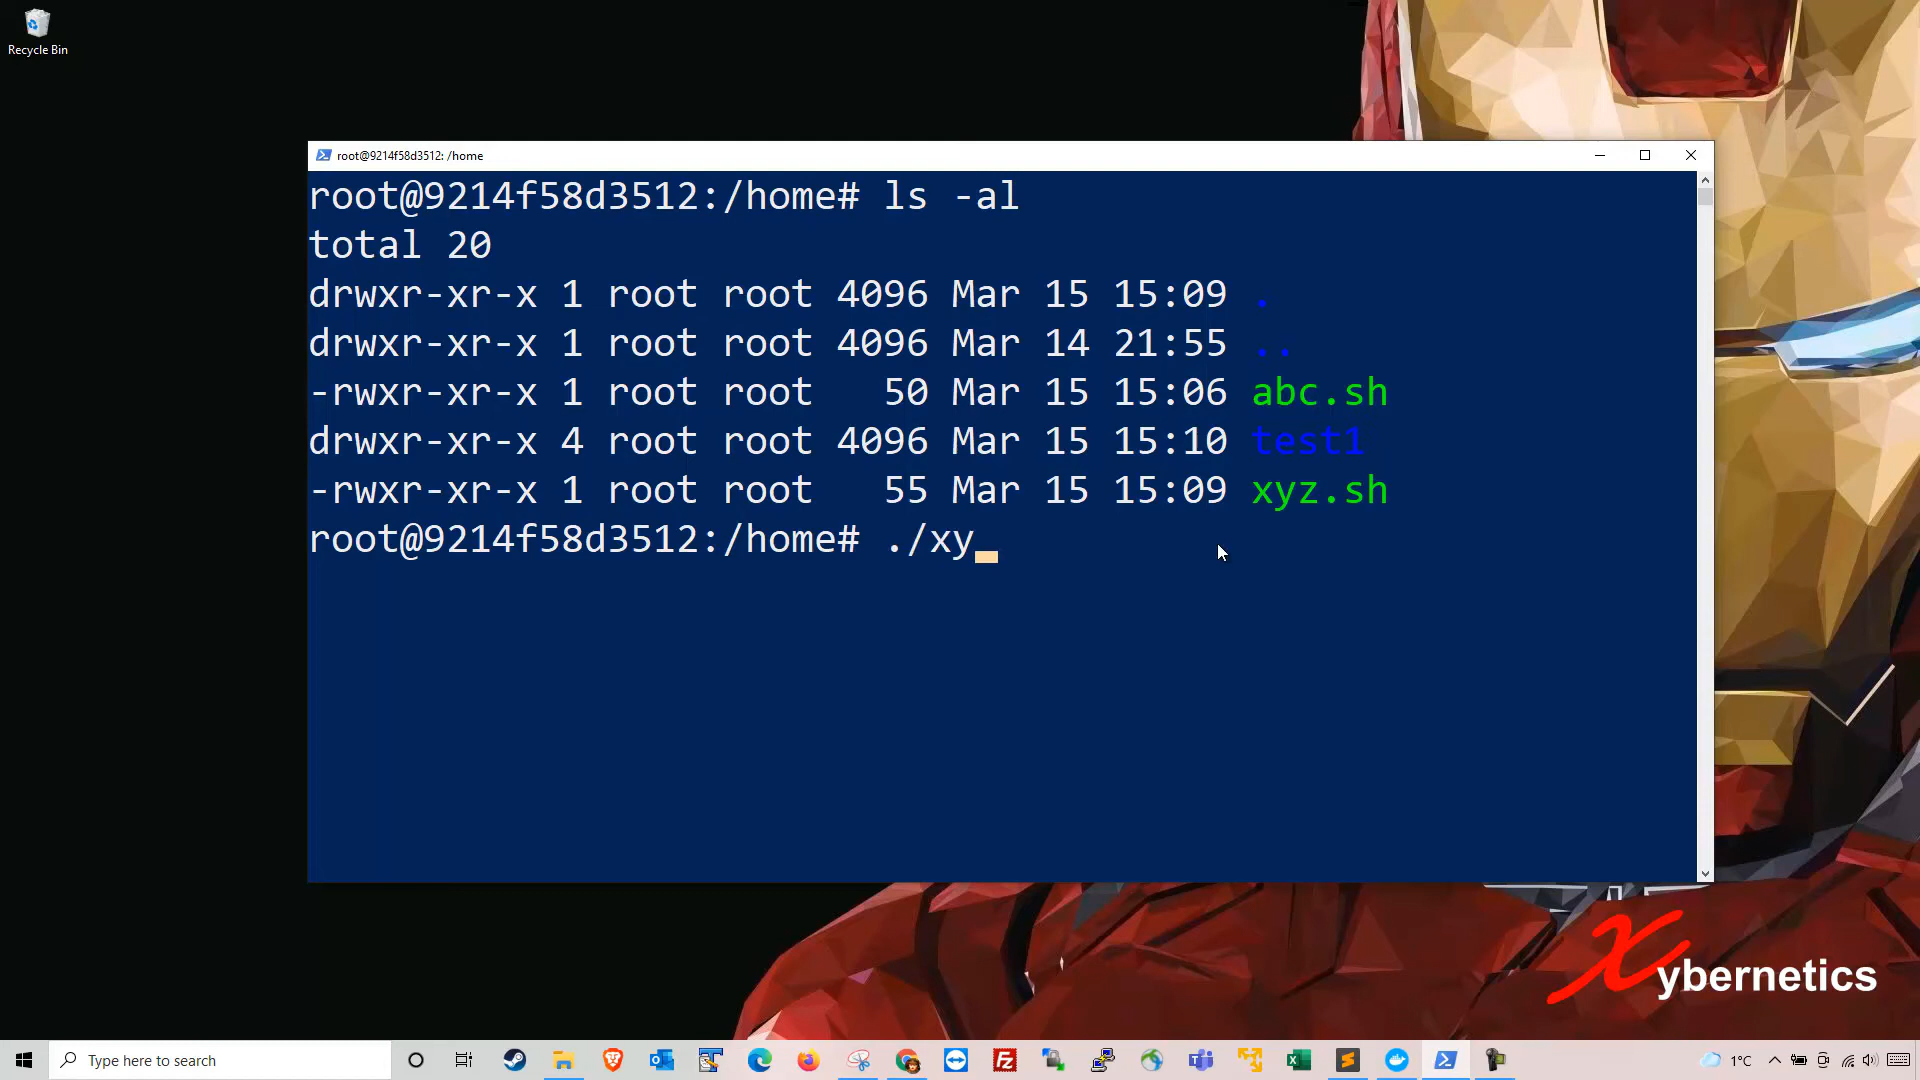 Recycle Bin
root@9214f58d3512: /home
root@9214f58d3512:/home# ls -al
total 20
drwxr-xr-x 1 root root 4096 Mar 15 15:09 .
drwxr-xr-x 1 root root 4096 Mar 14 21:55 ..
-rwxr-xr-x 1 root root   50 Mar 15 15:06 abc.sh
drwxr-xr-x 4 root root 4096 Mar 15 15:10 test1
-rwxr-xr-x 1 root root   55 Mar 15 15:09 xyz.sh
root@9214f58d3512:/home# ./xy_
Xybernetics
Type here to search
1°C